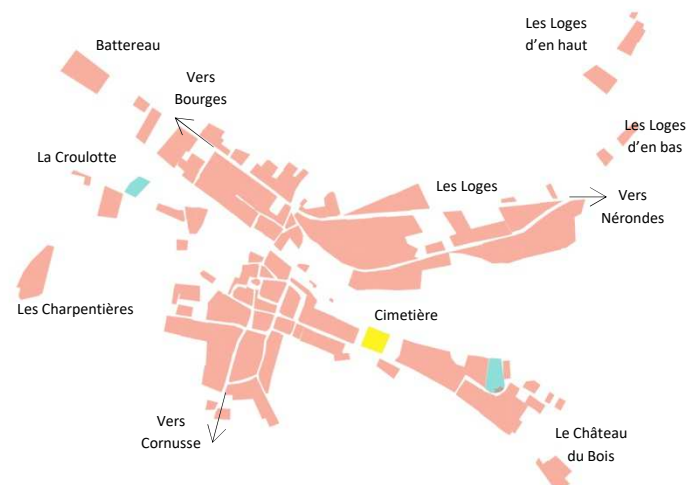 Les Loges
d'en haut
Battereau
Vers
Bourges
Les Loges
d'en bas
La Croulotte
Les Loges
Vers
Nérondes
Les Charpentières
Cimetière
Vers
Cornusse
Le Château
du Bois